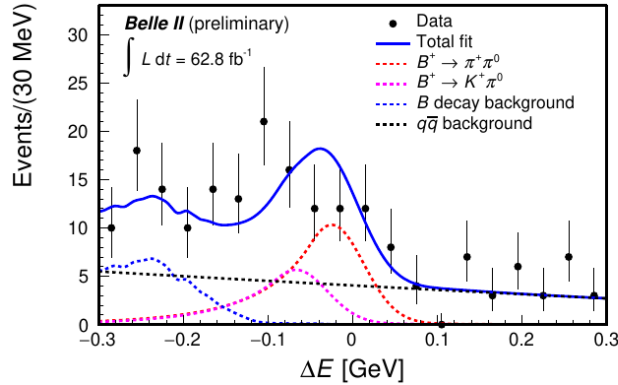 Belle II (preliminary)
∫ L dt = 62.8 fb⁻¹
Data
Total fit
B⁺ → π⁺π⁰
B⁺ → K⁺π⁰
B decay background
qq̅ background
Events/(30 MeV)
30
25
20
15
10
5
0
−0.3
−0.2
−0.1
0
0.1
0.2
0.3
ΔE [GeV]